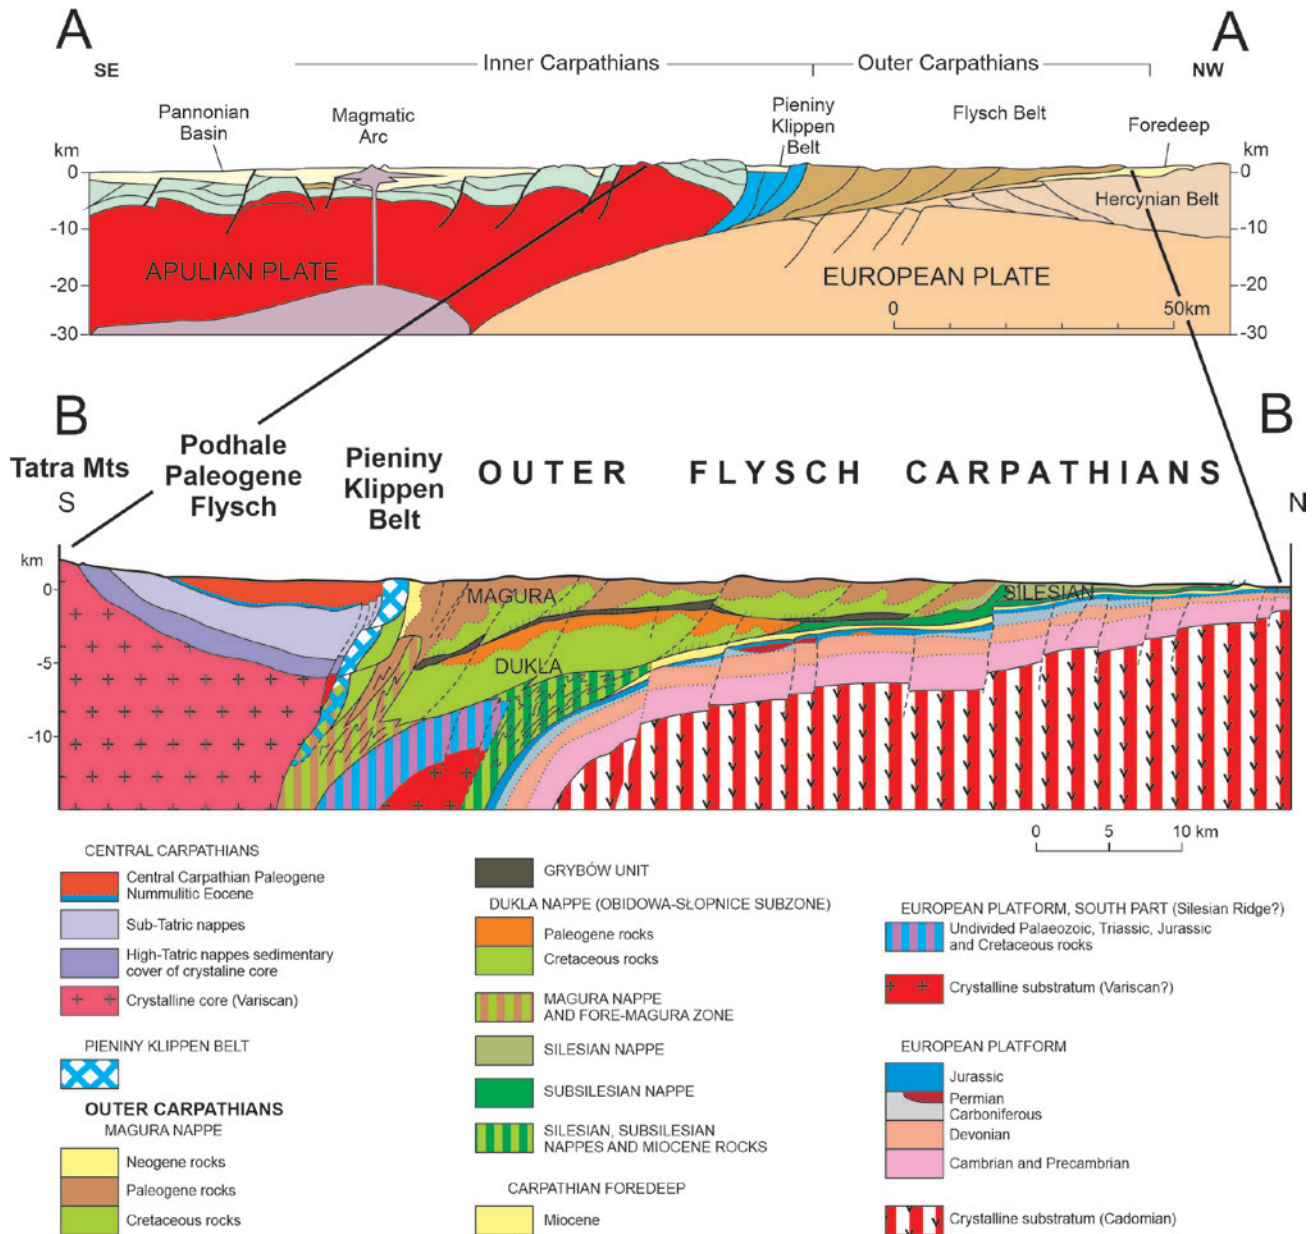 A
A
SE
Inner Carpathians
Outer Carpathians
NW
Pannonian
Basin
Magmatic
Arc
Pieniny
Klippen
Belt
Flysch Belt
Foredeep
km
km
0
0
Hercynian Belt
-10
-10
APULIAN PLATE
EUROPEAN PLATE
-20
-20
0
50km
-30
-30
B
B
Tatra Mts
S
Podhale
Paleogene
Flysch
Pieniny
Klippen
Belt
OUTER FLYSCH CARPATHIANS
N
km
0
MAGURA
SILESIAN
-5
DUKLA
-10
0 5 10 km
CENTRAL CARPATHIANS
Central Carpathian Paleogene
Nummulitic Eocene
Sub-Tatric nappes
High-Tatric nappes sedimentary
cover of crystaline core
Crystalline core (Variscan)
PIENINY KLIPPEN BELT
OUTER CARPATHIANS
MAGURA NAPPE
Neogene rocks
Paleogene rocks
Cretaceous rocks
GRYBÓW UNIT
DUKLA NAPPE (OBIDOWA-SŁOPNICE SUBZONE)
Paleogene rocks
Cretaceous rocks
MAGURA NAPPE
AND FORE-MAGURA ZONE
SILESIAN NAPPE
SUBSILESIAN NAPPE
SILESIAN, SUBSILESIAN
NAPPES AND MIOCENE ROCKS
CARPATHIAN FOREDEEP
Miocene
EUROPEAN PLATFORM, SOUTH PART (Silesian Ridge?)
Undivided Palaeozoic, Triassic, Jurassic
and Cretaceous rocks
Crystalline substratum (Variscan?)
EUROPEAN PLATFORM
Jurassic
Permian
Carboniferous
Devonian
Cambrian and Precambrian
Crystalline substratum (Cadomian)